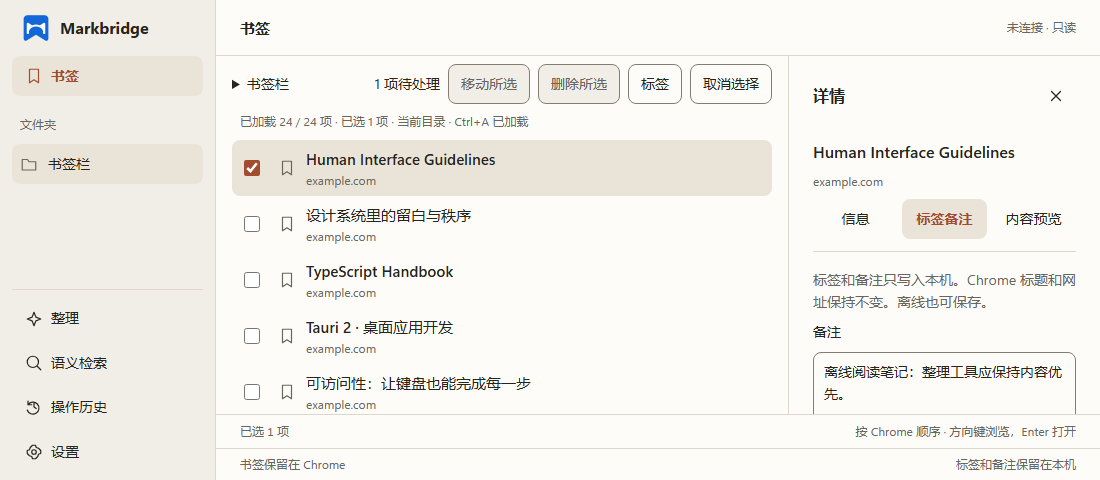 Markbridge
书签
文件夹
书签栏
整理
语义检索
操作历史
设置
书签
未连接 · 只读
书签栏
1 项待处理
移动所选
删除所选
标签
取消选择
已加载 24 / 24 项 · 已选 1 项 · 当前目录 · Ctrl+A 已加载
Human Interface Guidelines
example.com
设计系统里的留白与秩序
example.com
TypeScript Handbook
example.com
Tauri 2 · 桌面应用开发
example.com
可访问性：让键盘也能完成每一步
example.com
详情
Human Interface Guidelines
example.com
信息
标签备注
内容预览
标签和备注只写入本机。Chrome 标题和网
址保持不变。离线也可保存。
备注
离线阅读笔记：整理工具应保持内容优
先。
已选 1 项
按 Chrome 顺序 · 方向键浏览，Enter 打开
书签保留在 Chrome
标签和备注保留在本机